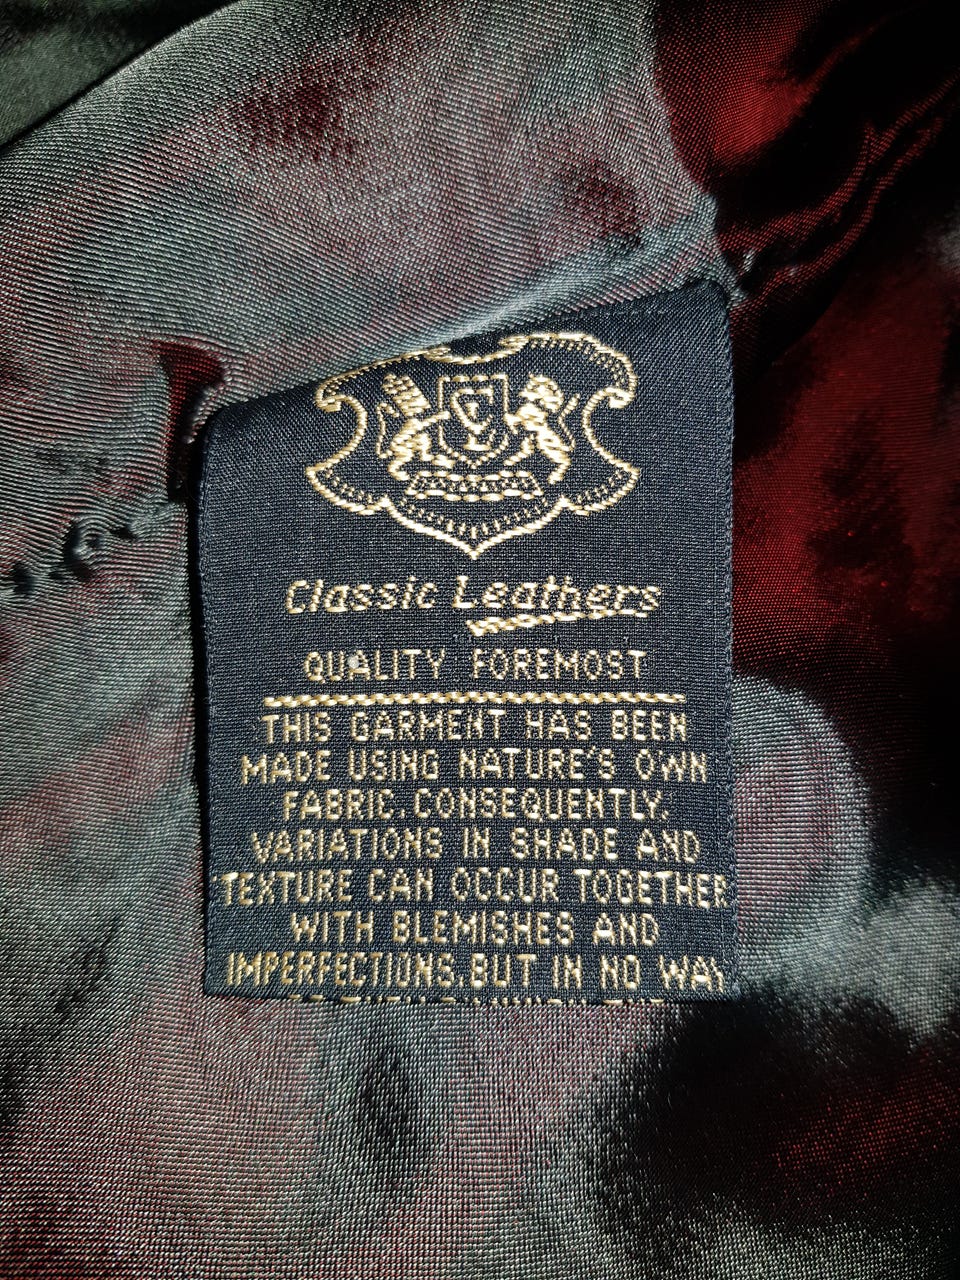 Classic Leathers
QUALITY FOREMOST
THIS GARMENT HAS BEEN
MADE USING NATURE'S OWN
FABRIC. CONSEQUENTLY,
VARIATIONS IN SHADE AND
TEXTURE CAN OCCUR TOGETHER
WITH BLEMISHES AND
IMPERFECTIONS. BUT IN NO WAY